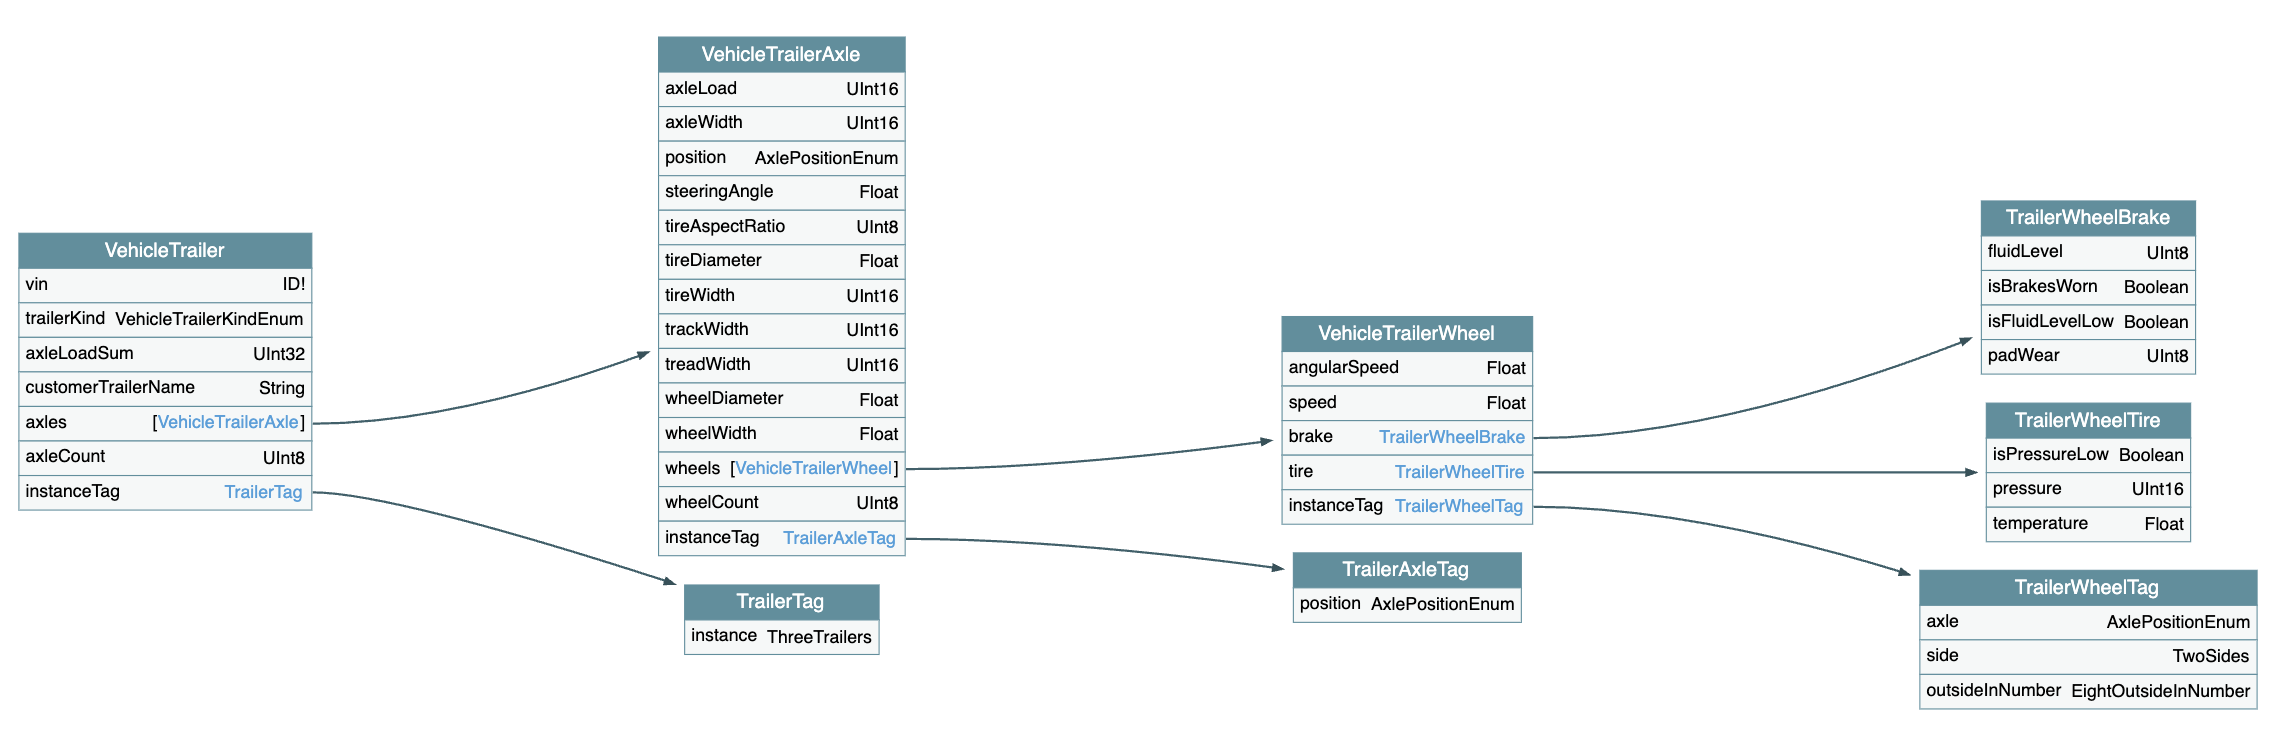 VehicleTrailer
vin ID!
trailerKind VehicleTrailerKindEnum
axleLoadSum UInt32
customerTrailerName String
axles [VehicleTrailerAxle]
axleCount UInt8
instanceTag TrailerTag
VehicleTrailerAxle
axleLoad UInt16
axleWidth UInt16
position AxlePositionEnum
steeringAngle Float
tireAspectRatio UInt8
tireDiameter Float
tireWidth UInt16
trackWidth UInt16
treadWidth UInt16
wheelDiameter Float
wheelWidth Float
wheels [VehicleTrailerWheel]
wheelCount UInt8
instanceTag TrailerAxleTag
TrailerTag
instance ThreeTrailers
VehicleTrailerWheel
angularSpeed Float
speed Float
brake TrailerWheelBrake
tire TrailerWheelTire
instanceTag TrailerWheelTag
TrailerAxleTag
position AxlePositionEnum
TrailerWheelBrake
fluidLevel UInt8
isBrakesWorn Boolean
isFluidLevelLow Boolean
padWear UInt8
TrailerWheelTire
isPressureLow Boolean
pressure UInt16
temperature Float
TrailerWheelTag
axle AxlePositionEnum
side TwoSides
outsideInNumber EightOutsideInNumber